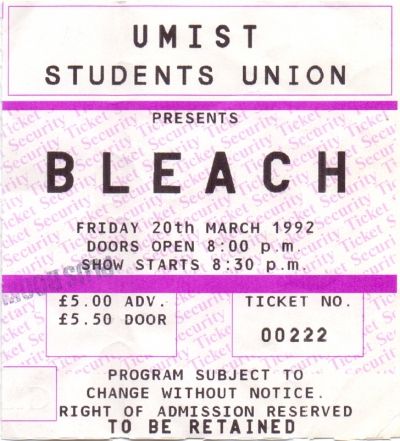 UMIST
STUDENTS UNION
PRESENTS
BLEACH
FRIDAY 20th MARCH 1992
DOORS OPEN 8:00 p.m.
SHOW STARTS 8:30 p.m.
£5.00 ADV.
£5.50 DOOR
TICKET NO.
00222
PROGRAM SUBJECT TO
CHANGE WITHOUT NOTICE.
RIGHT OF ADMISSION RESERVED
TO BE RETAINED